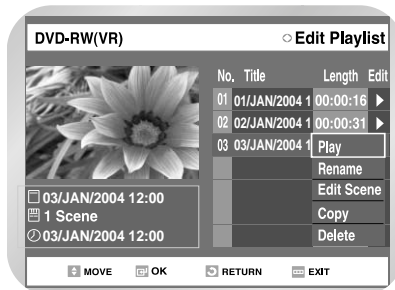 DVD-RW(VR) Edit Playlist
No. Title Length Edit
01 01/JAN/2004 1 00:00:16
02 02/JAN/2004 1 00:00:31
03 03/JAN/2004 1 Play
Rename
Edit Scene
Copy
Delete
03/JAN/2004 12:00
1 Scene
03/JAN/2004 12:00
MOVE OK RETURN EXIT